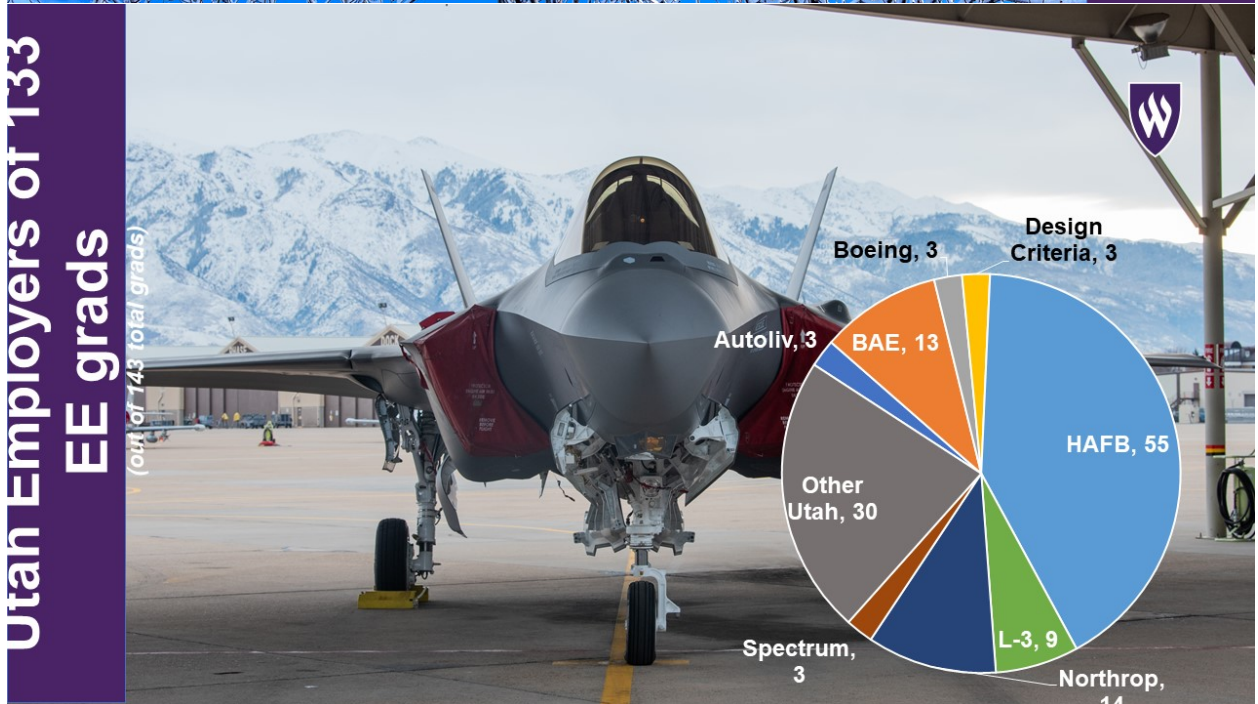 Utah Employers of 133
EE grads
(out of 143 total grads)
Boeing, 3
Design
Criteria, 3
Autoliv, 3
BAE, 13
HAFB, 55
Other
Utah, 30
L-3, 9
Spectrum,
3
Northrop,
14